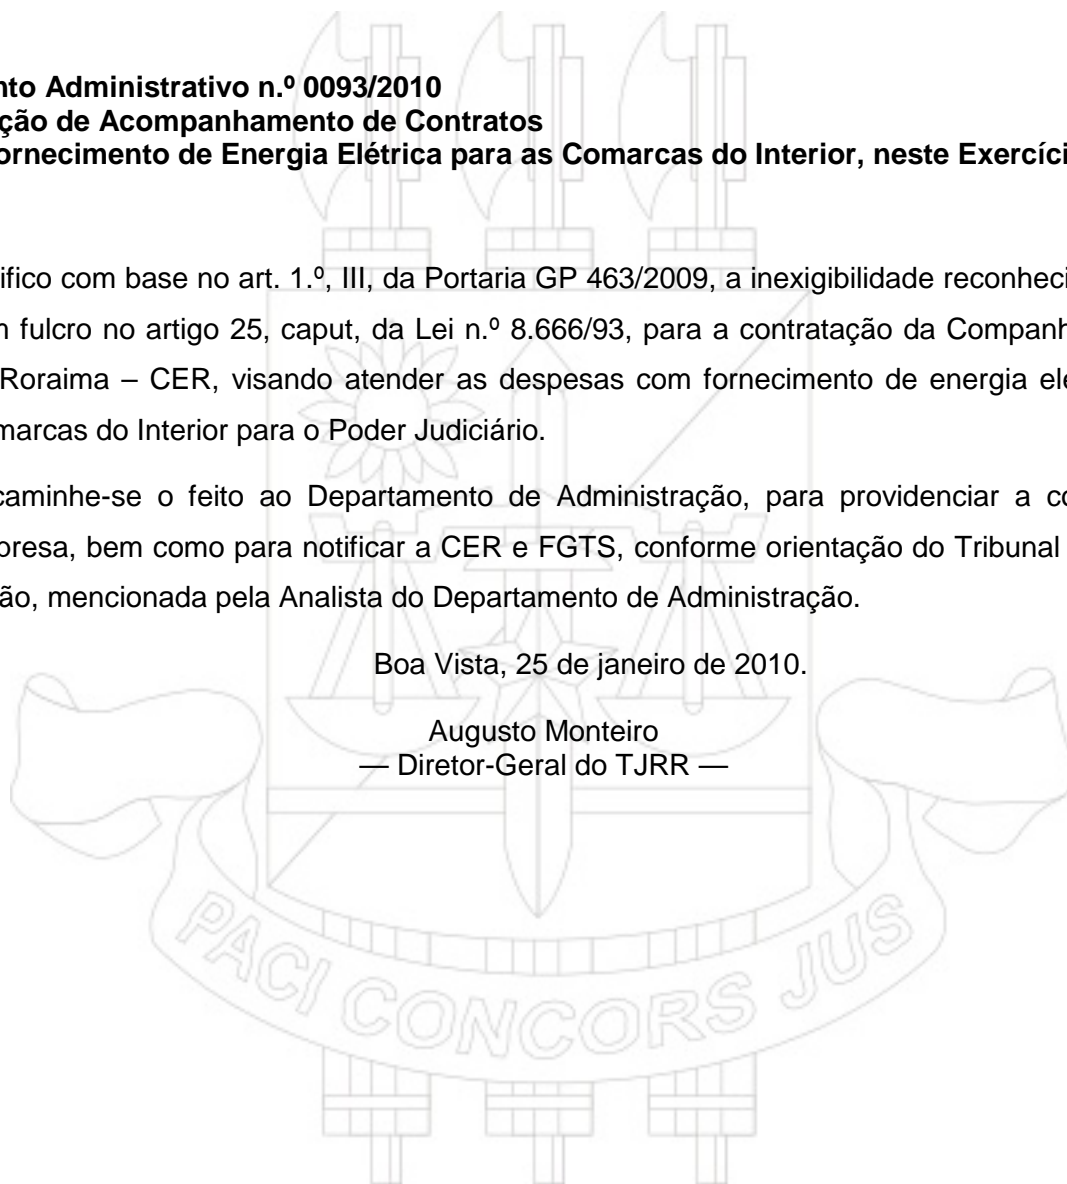 nto Administrativo n.º 0093/2010
ção de Acompanhamento de Contratos
ornecimento de Energia Elétrica para as Comarcas do Interior, neste Exercíci
ifico com base no art. 1.º, III, da Portaria GP 463/2009, a inexigibilidade reconheci
n fulcro no artigo 25, caput, da Lei n.º 8.666/93, para a contratação da Companh
Roraima – CER, visando atender as despesas com fornecimento de energia ele
marcas do Interior para o Poder Judiciário.
caminhe-se o feito ao Departamento de Administração, para providenciar a co
presa, bem como para notificar a CER e FGTS, conforme orientação do Tribunal
ão, mencionada pela Analista do Departamento de Administração.
Boa Vista, 25 de janeiro de 2010.
Augusto Monteiro
— Diretor-Geral do TJRR —
PACI CONCORS JUS